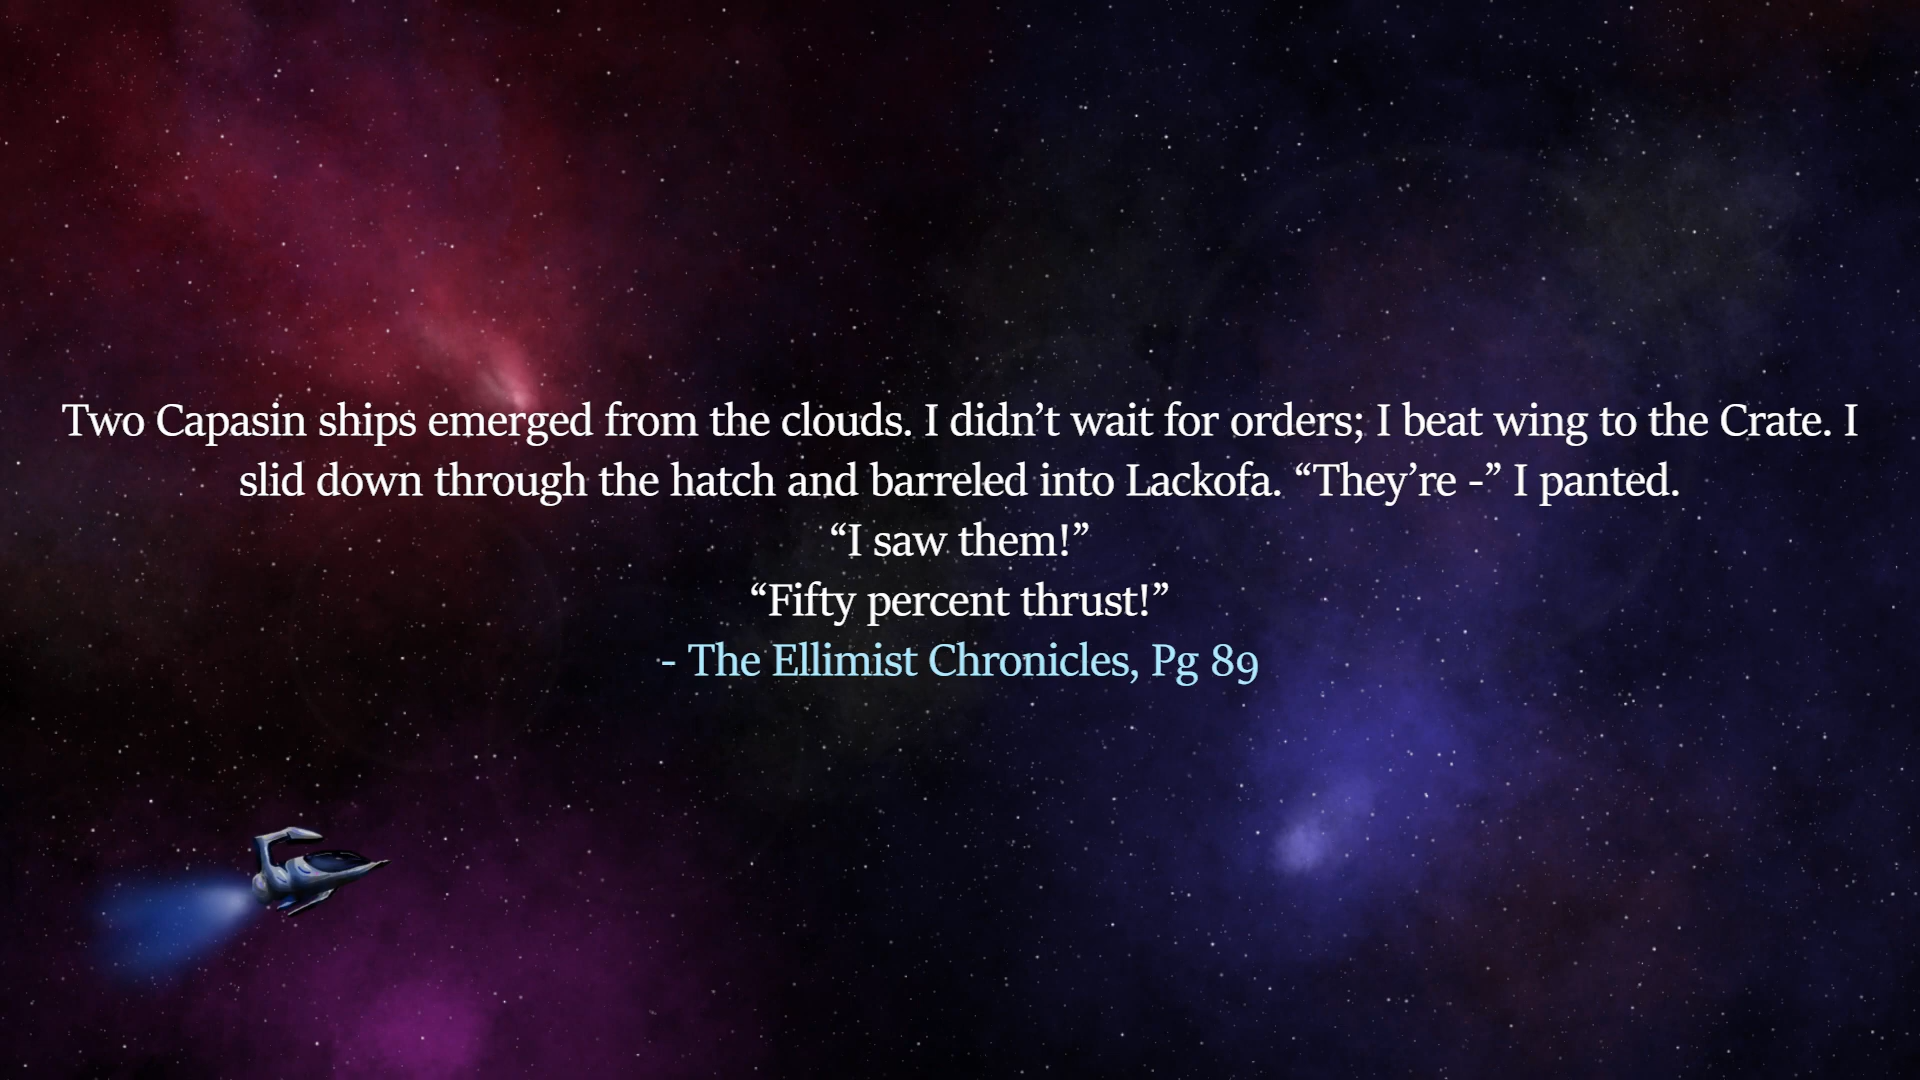 Two Capasin ships emerged from the clouds. I didn’t wait for orders; I beat wing to the Crate. I
slid down through the hatch and barreled into Lackofa. “They’re -” I panted.
“I saw them!”
“Fifty percent thrust!”
- The Ellimist Chronicles, Pg 89